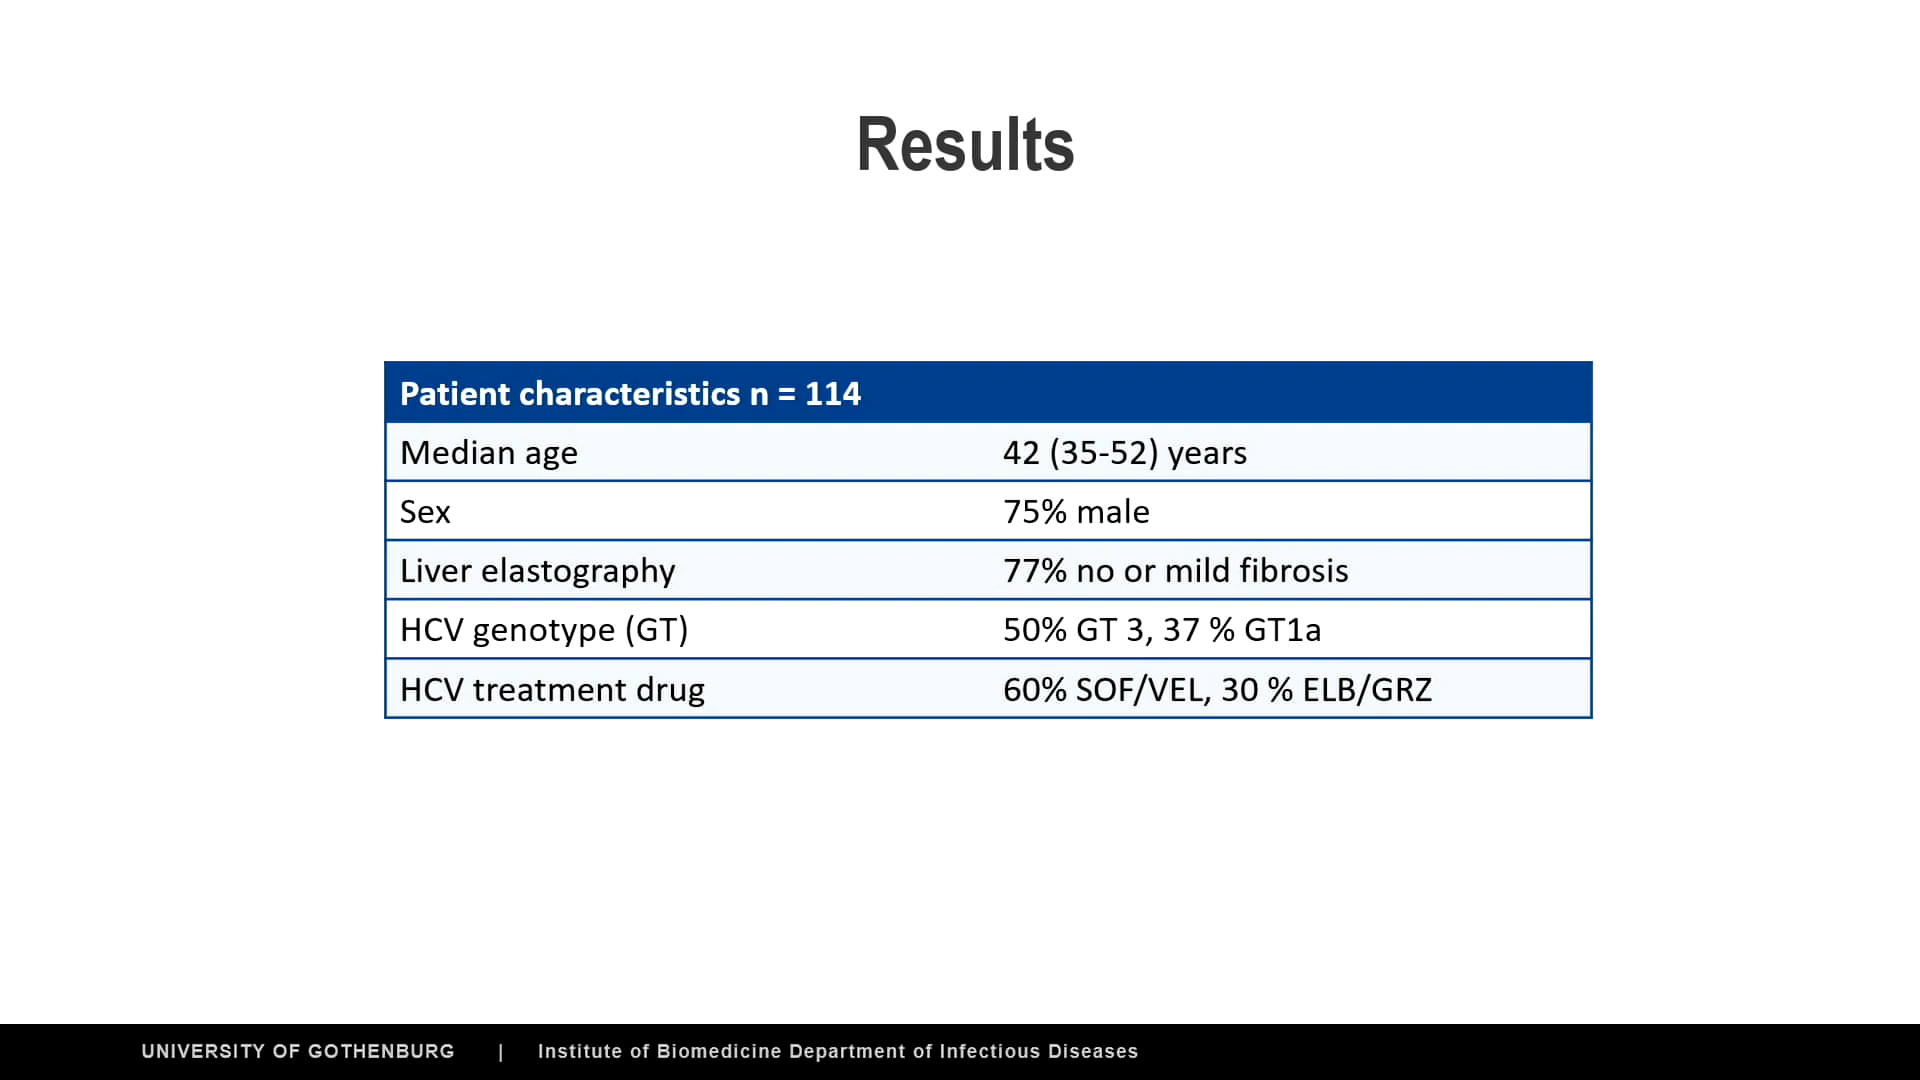 Results
Patient characteristics n = 114
Median age 42 (35-52) years
Sex 75% male
Liver elastography 77% no or mild fibrosis
HCV genotype (GT) 50% GT 3, 37 % GT1a
HCV treatment drug 60% SOF/VEL, 30 % ELB/GRZ
UNIVERSITY OF GOTHENBURG | Institute of Biomedicine Department of Infectious Diseases